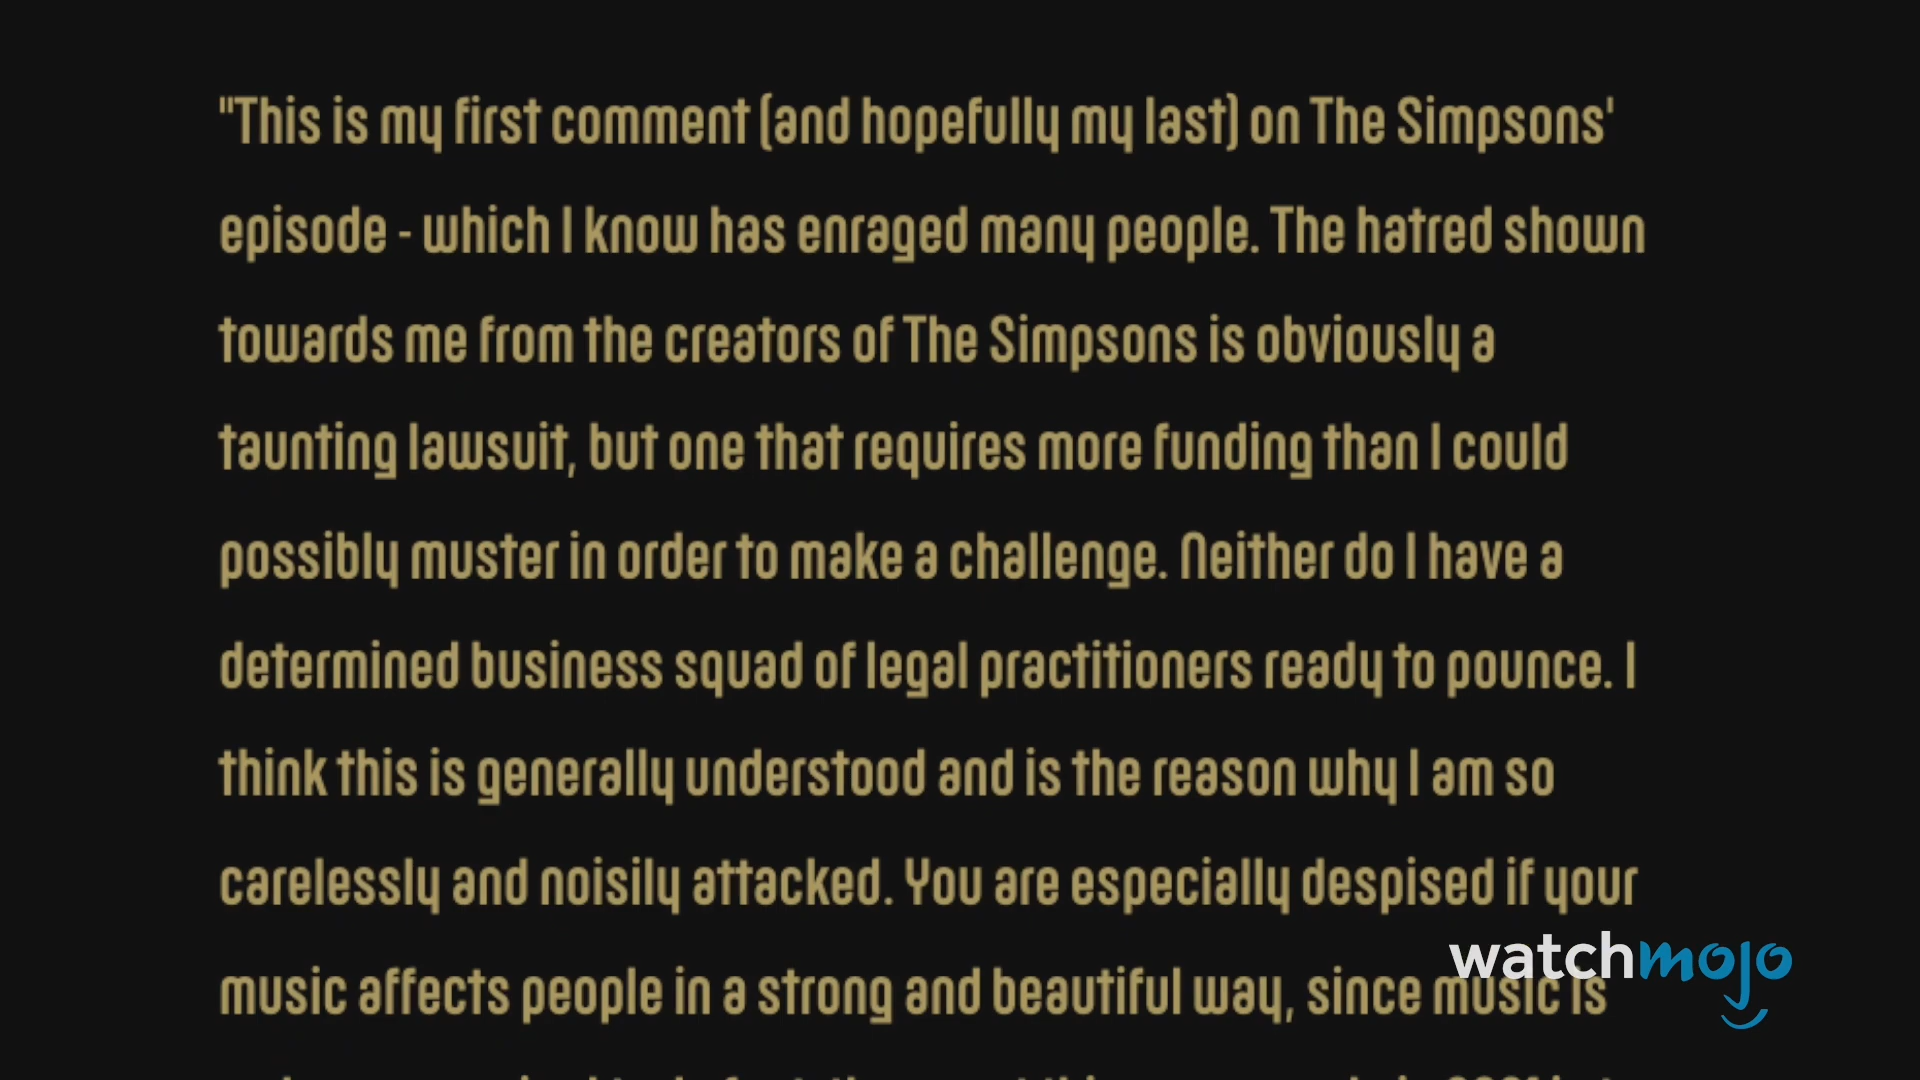 "This is my first comment (and hopefully my last) on The Simpsons'
episode - which I know has enraged many people. The hatred shown
towards me from the creators of The Simpsons is obviously a
taunting lawsuit, but one that requires more funding than I could
possibly muster in order to make a challenge. Neither do I have a
determined business squad of legal practitioners ready to pounce. I
think this is generally understood and is the reason why I am so
carelessly and noisily attacked. You are especially despised if your
music affects people in a strong and beautiful way, since music is
watchmojo